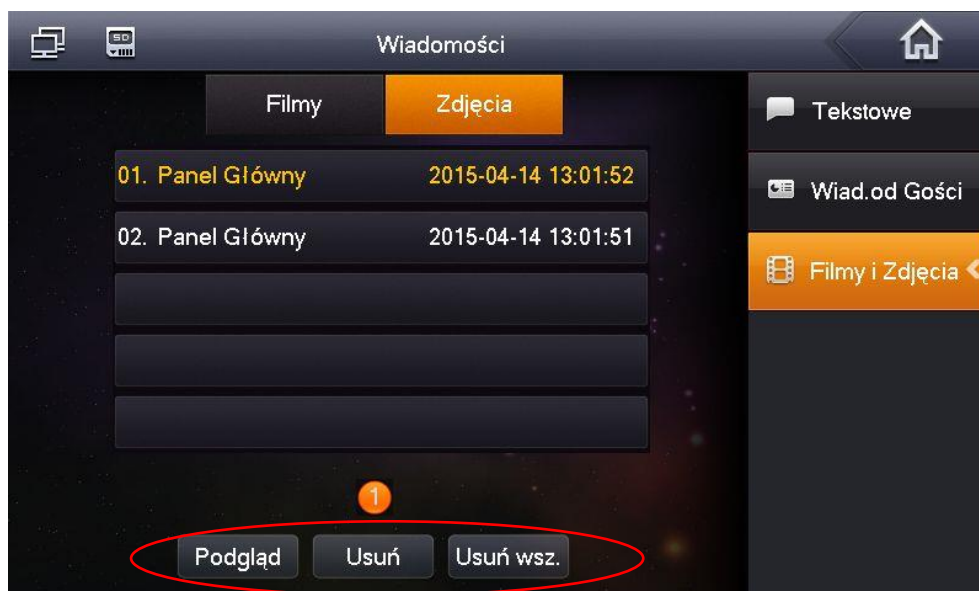 SD
Wiadomości
Filmy Zdjęcia
01. Panel Główny 2015-04-14 13:01:52
02. Panel Główny 2015-04-14 13:01:51
1
Podgląd Usuń Usuń wsz.
Tekstowe
Wiad.od Gości
Filmy i Zdjęcia